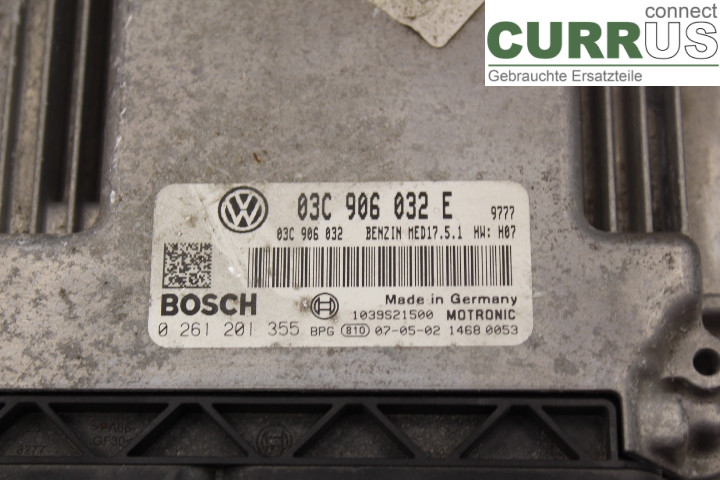 connect
CURRUS
Gebrauchte Ersatzteile
03C 906 032 E 9777
03C 906 032 BENZIN MED17.5.1 HW: H07
BOSCH
Made in Germany
1039S21500 MOTRONIC
0 261 201 355 BPG 810 07-05-02 1468 0053
GF30